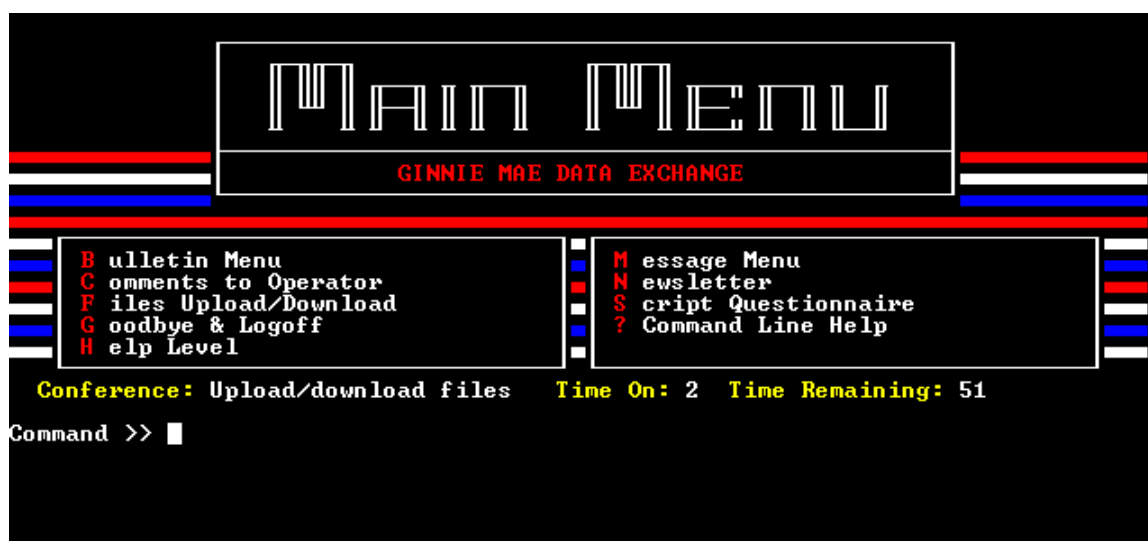 MAIN MENU
GINNIE MAE DATA EXCHANGE
B ulletin Menu
C omments to Operator
F iles Upload/Download
G oodbye & Logoff
H elp Level
M essage Menu
N ewsletter
S cript Questionnaire
? Command Line Help
Conference: Upload/download files Time On: 2 Time Remaining: 51
Command >>